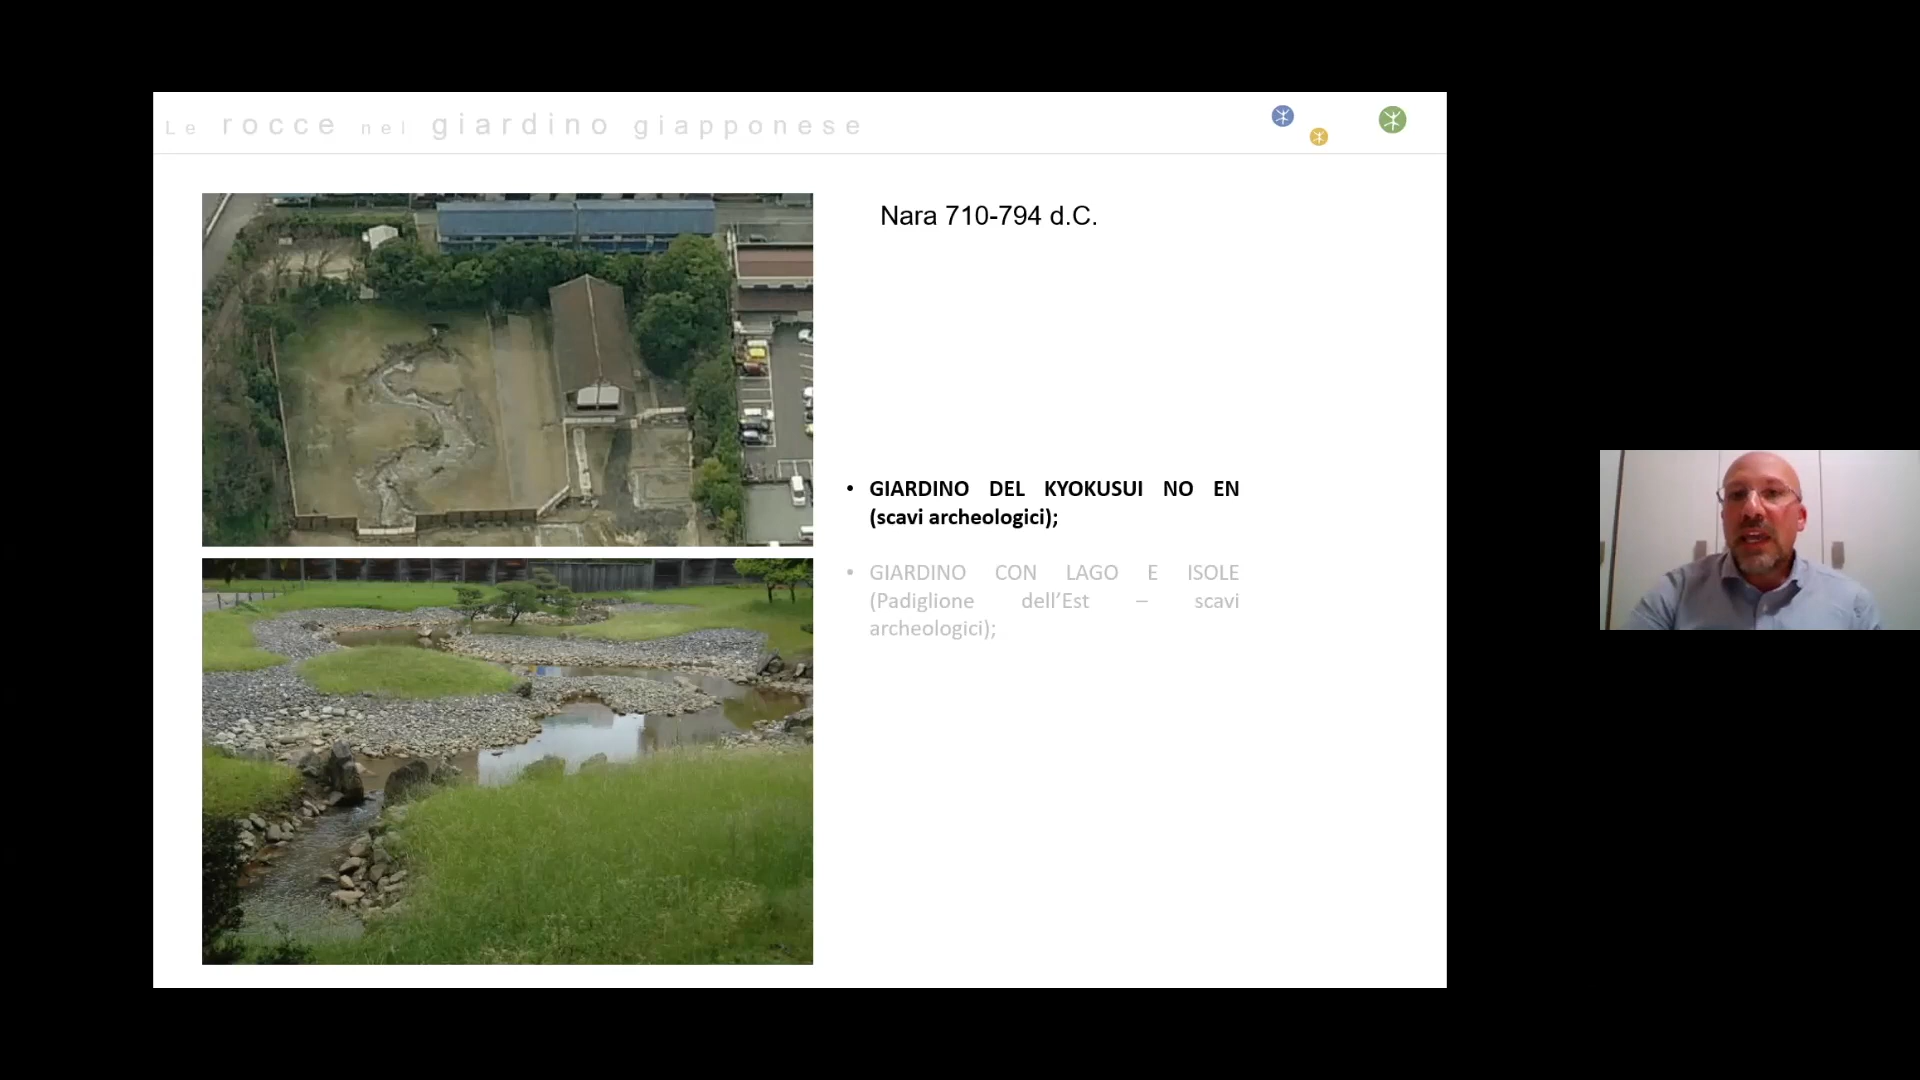 Le rocce nel giardino giapponese
Nara 710-794 d.C.
• GIARDINO DEL KYOKUSUI NO EN
(scavi archeologici);
• GIARDINO CON LAGO E ISOLE
(Padiglione dell'Est – scavi
archeologici);